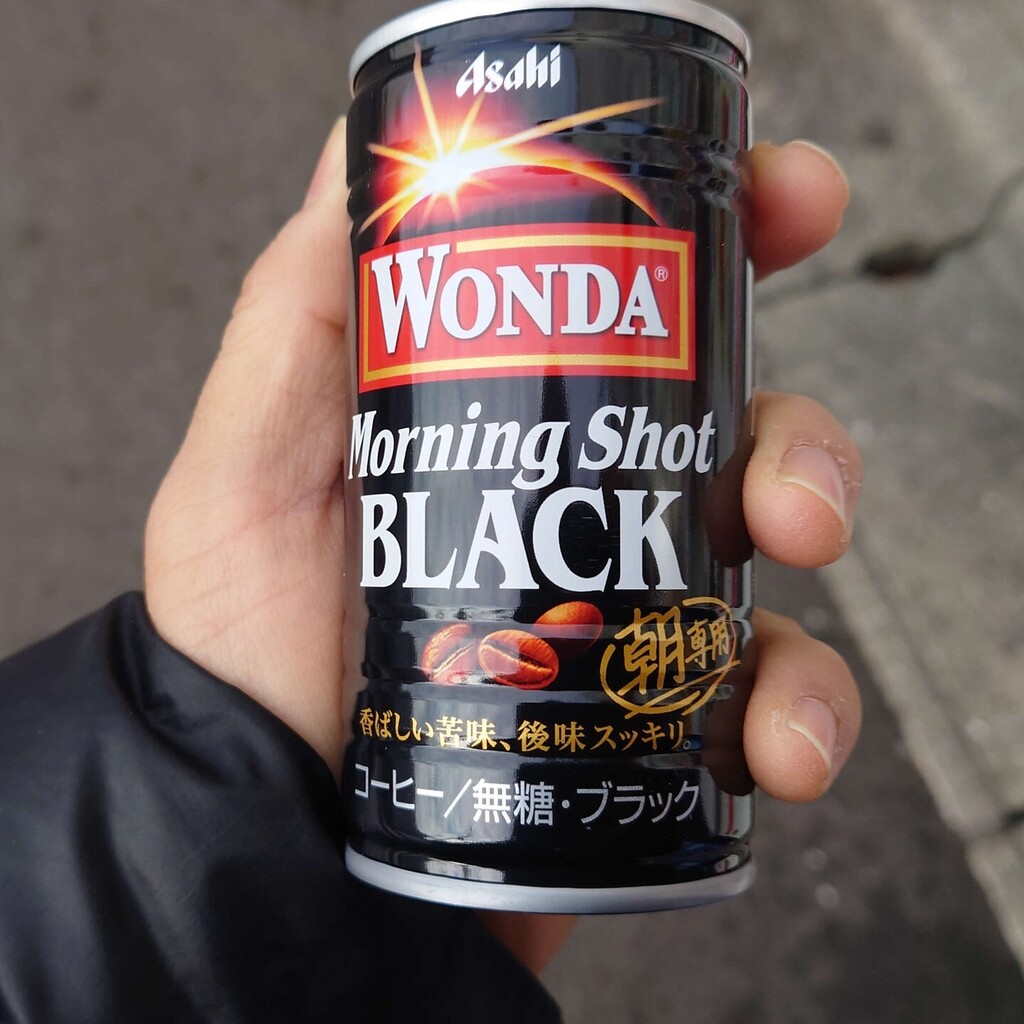 Asahi
WONDA®
Morning Shot
BLACK
朝専用
香ばしい苦味、後味スッキリ。
コーヒー/無糖・ブラック